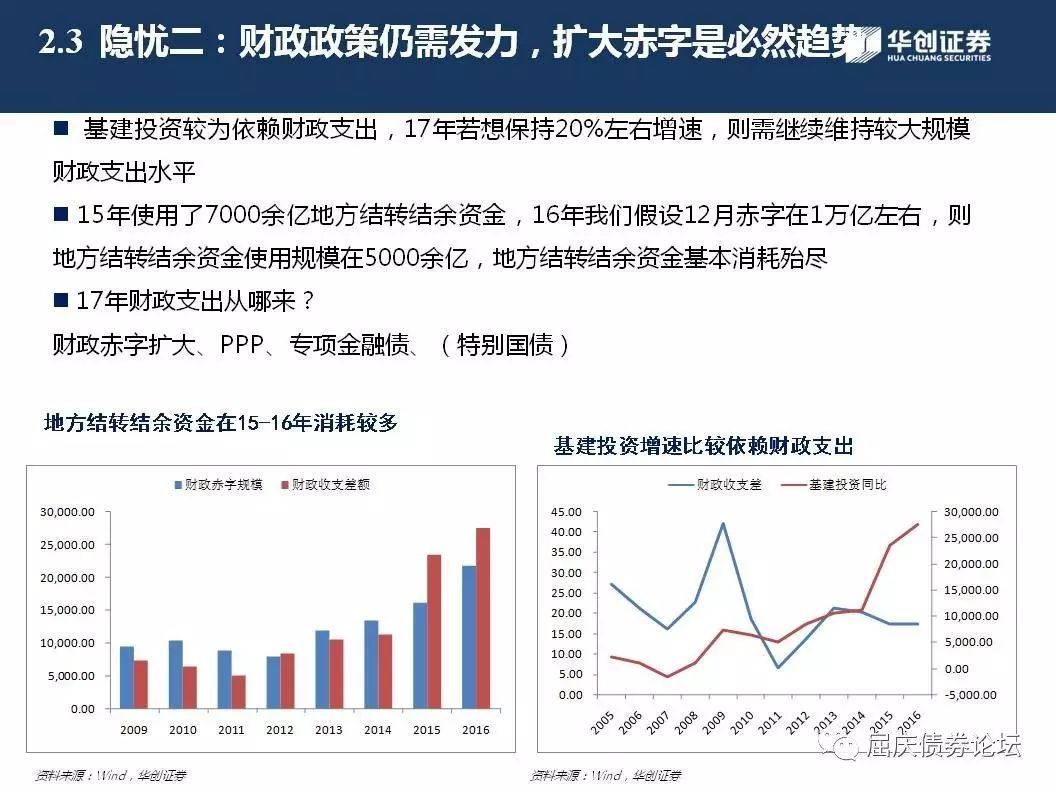 2.3 隐忧二：财政政策仍需发力，扩大赤字是必然趋势
华创证券
HUA CHUANG SECURITIES
■ 基建投资较为依赖财政支出，17年若想保持20%左右增速，则需继续维持较大规模
财政支出水平
■ 15年使用了7000余亿地方结转结余资金，16年我们假设12月赤字在1万亿左右，则
地方结转结余资金使用规模在5000余亿，地方结转结余资金基本消耗殆尽
■ 17年财政支出从哪来？
财政赤字扩大、PPP、专项金融债、（特别国债）
地方结转结余资金在15-16年消耗较多
财政赤字规模 财政收支差额
30,000.00
25,000.00
20,000.00
15,000.00
10,000.00
5,000.00
0.00
2009 2010 2011 2012 2013 2014 2015 2016
资料来源：Wind，华创证券
基建投资增速比较依赖财政支出
财政收支差 基建投资同比
45.00
40.00
35.00
30.00
25.00
20.00
15.00
10.00
5.00
0.00
30,000.00
25,000.00
20,000.00
15,000.00
10,000.00
5,000.00
0.00
-5,000.00
2005 2006 2007 2008 2009 2010 2011 2012 2013 2014 2015 2016
屈庆债券论坛
资料来源：Wind，华创证券